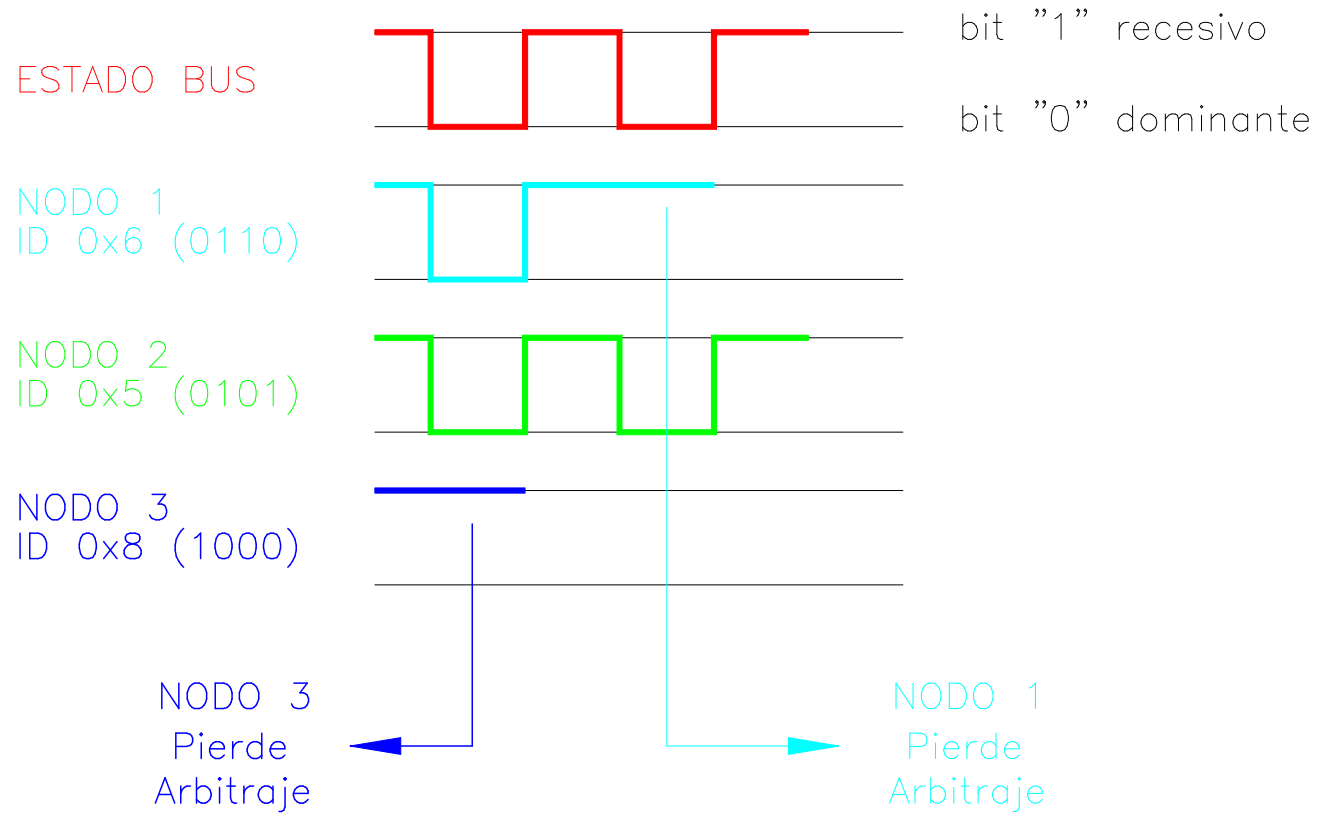 bit "1" recesivo
ESTADO BUS
bit "0" dominante
NODO 1
ID 0x6 (0110)
NODO 2
ID 0x5 (0101)
NODO 3
ID 0x8 (1000)
NODO 3
Pierde
Arbitraje
NODO 1
Pierde
Arbitraje